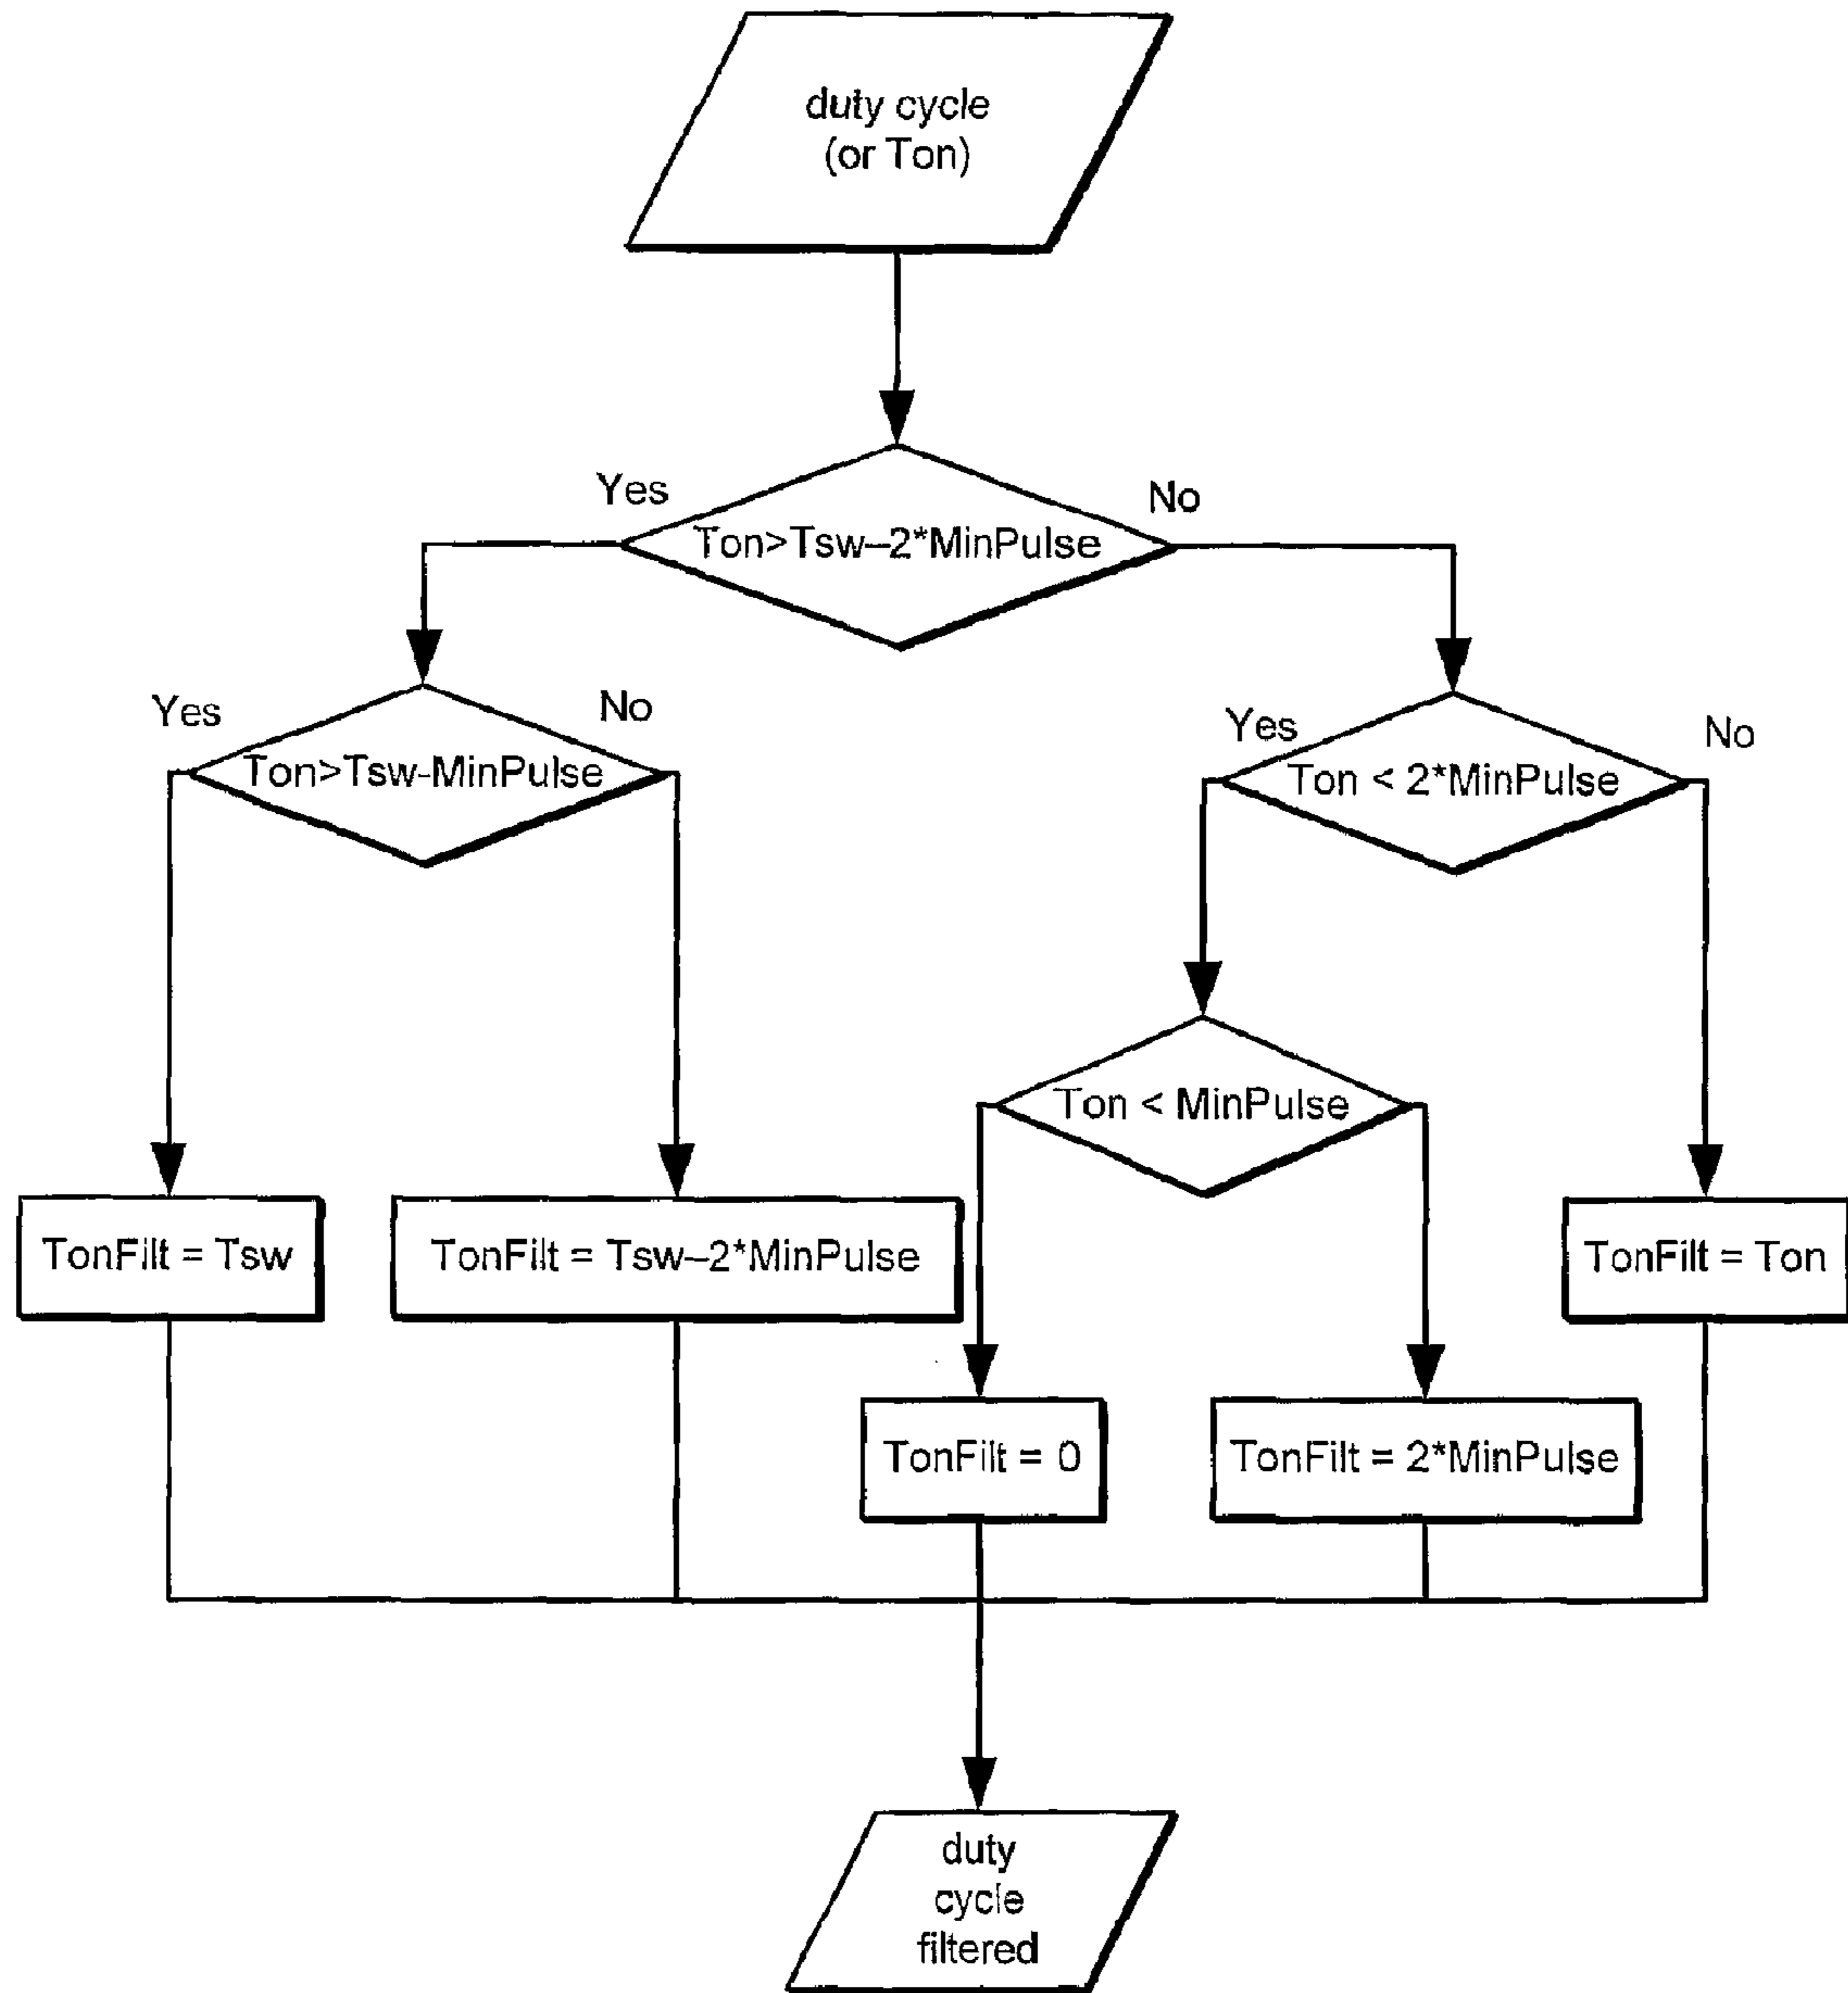 duty cycle
(or Ton)
Yes
No
Ton>Tsw–2*MinPulse
Yes
No
Ton>Tsw-MinPulse
Yes
No
Ton < 2*MinPulse
Ton < MinPulse
TonFilt = Tsw
TonFilt = Tsw–2*MinPulse
TonFilt = Ton
TonFilt = 0
TonFilt = 2*MinPulse
duty
cycle
filtered